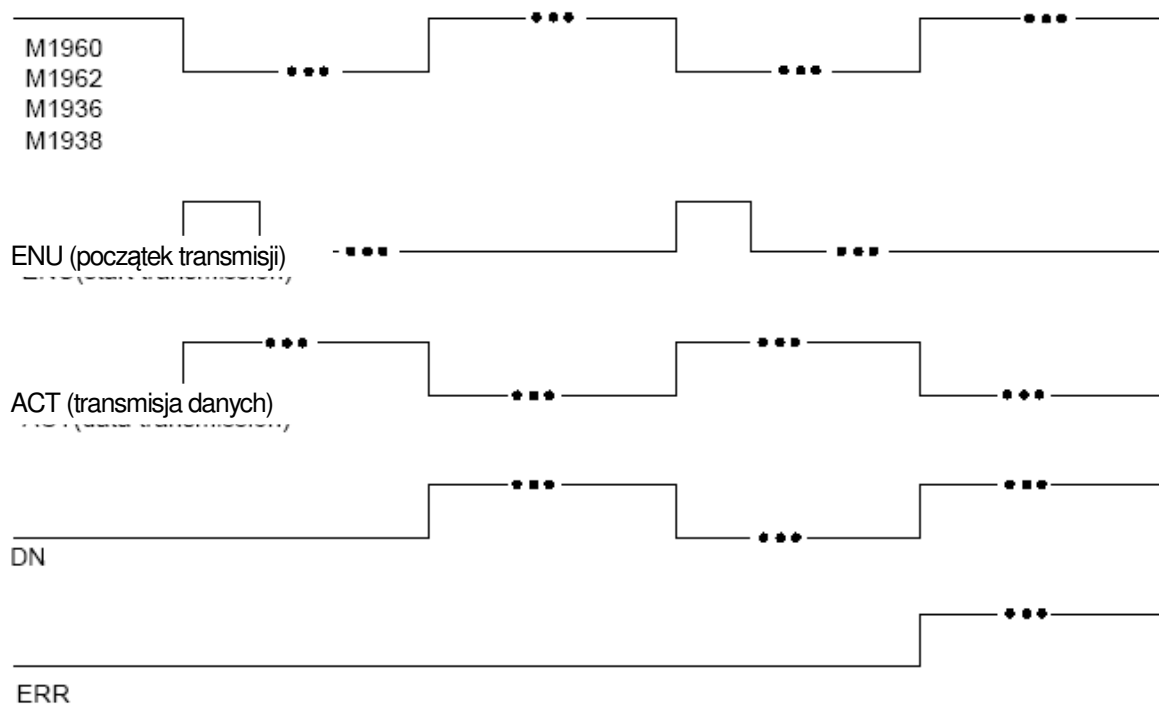 M1960
M1962
M1936
M1938
ENU (początek transmisji)
ACT (transmisja danych)
DN
ERR